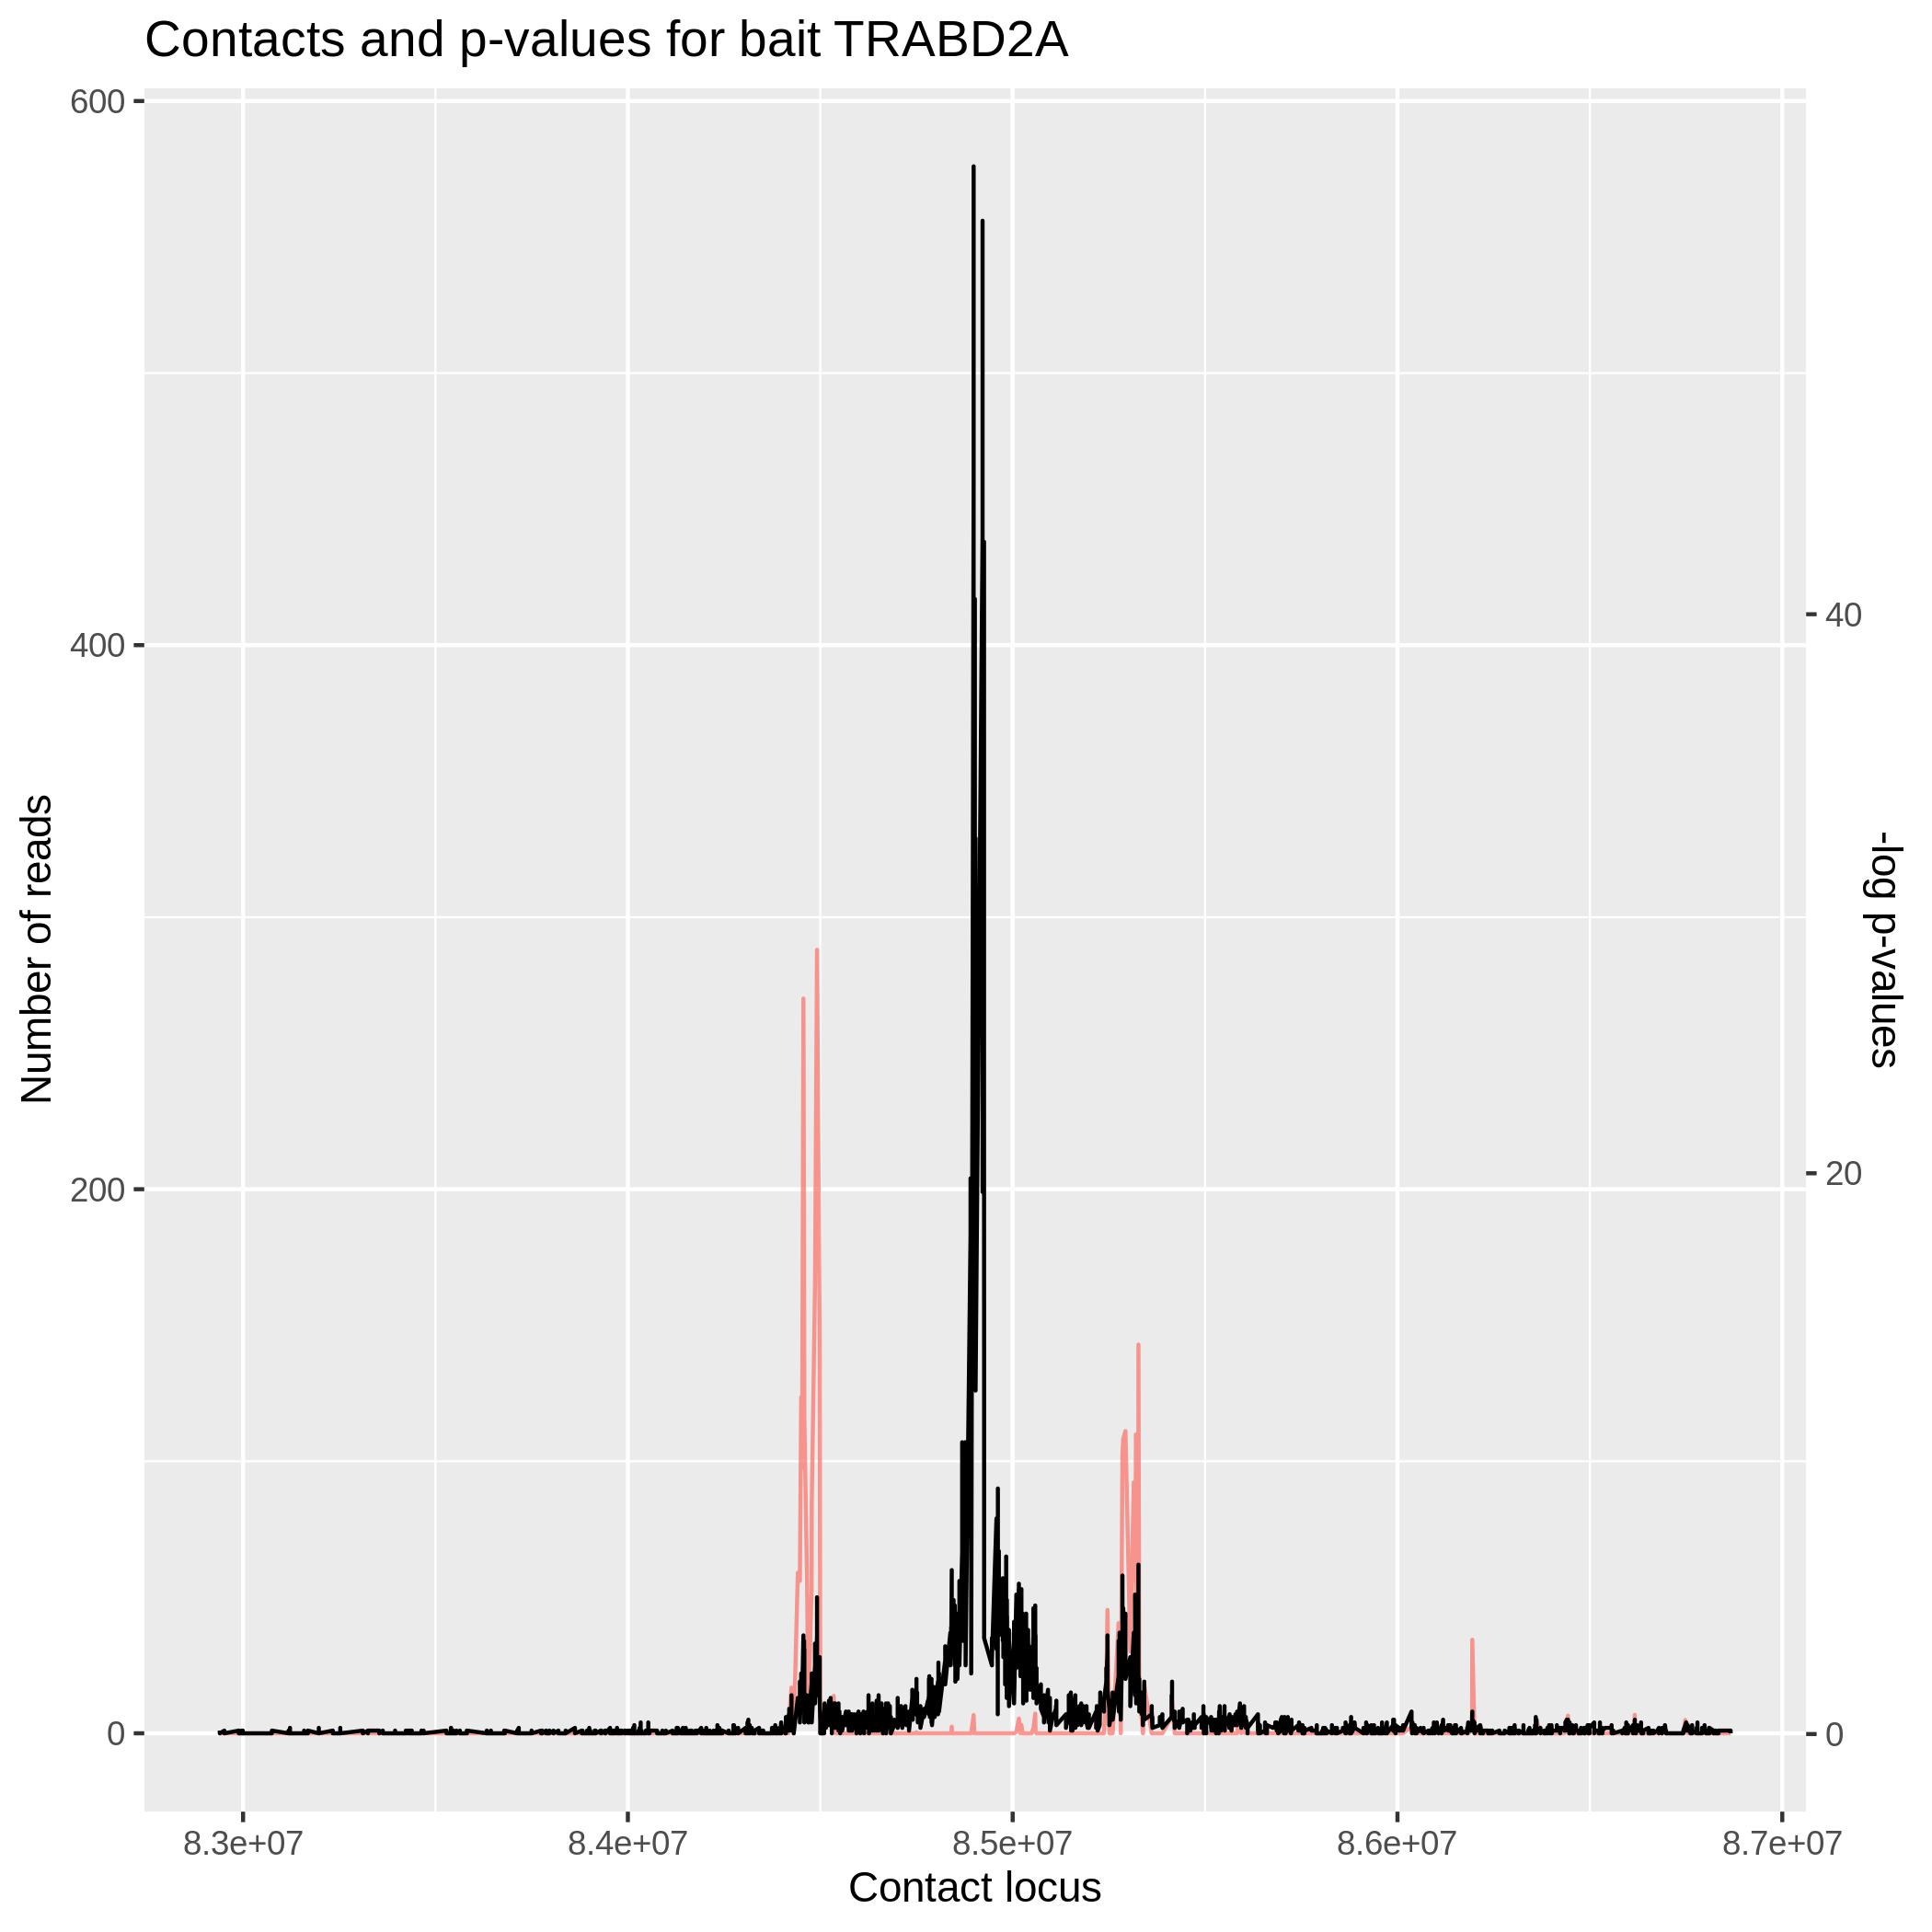 Contacts and p-values for bait TRABD2A
600
400
200
0
Number of reads
40
20
0
-log p-values
8.3e+07
8.4e+07
8.5e+07
8.6e+07
8.7e+07
Contact locus